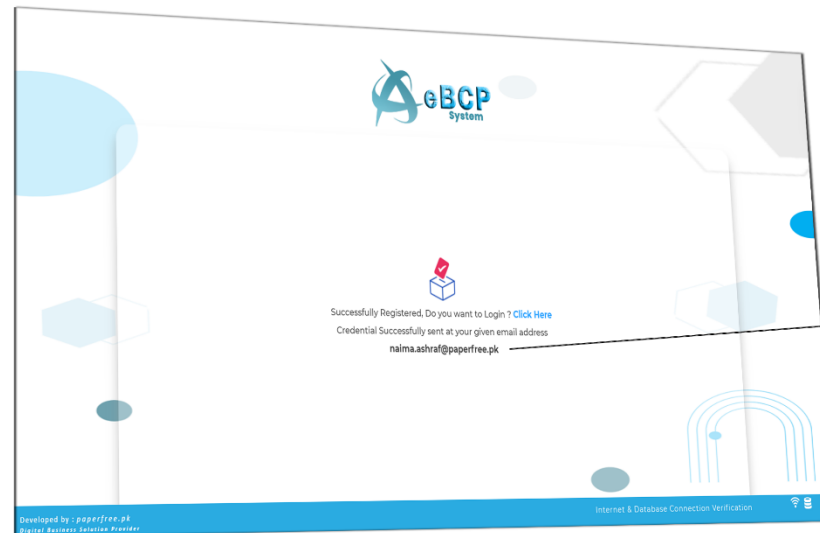 eBCP
System
Successfully Registered, Do you want to Login ? Click Here
Credential Successfully sent at your given email address
naima.ashraf@paperfree.pk
Developed by : paperfree.pk
Digital Business Solution Provider
Internet & Database Connection Verification